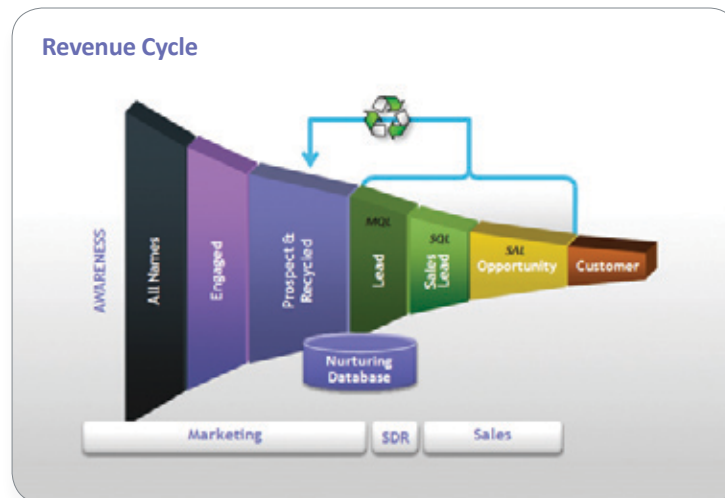 Revenue Cycle
AWARENESS
All Names
Engaged
Prospect &
Recycled
MQL
Lead
SQL
Sales
Lead
SAL
Opportunity
Customer
Nurturing
Database
Marketing
SDR
Sales